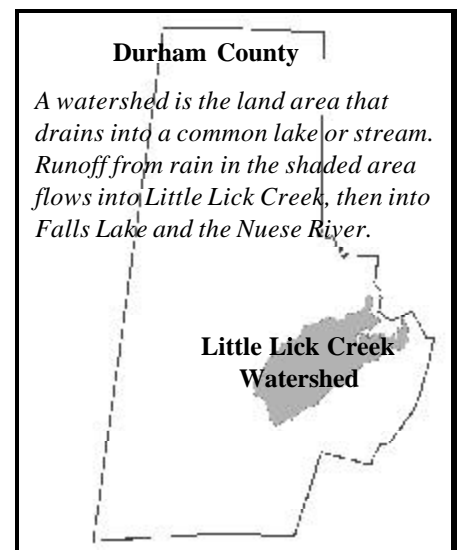 Durham County
A watershed is the land area that
drains into a common lake or stream.
Runoff from rain in the shaded area
flows into Little Lick Creek, then into
Falls Lake and the Nuese River.
Little Lick Creek
Watershed